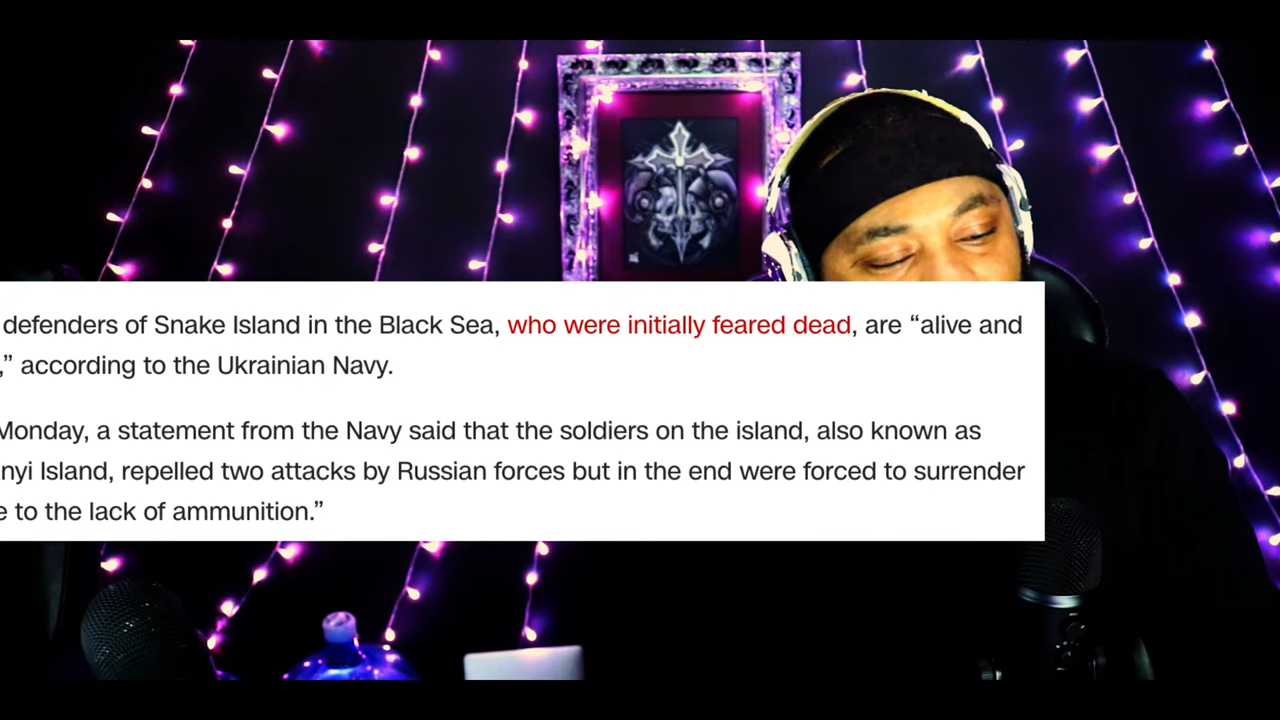 defenders of Snake Island in the Black Sea, who were initially feared dead, are “alive and
,” according to the Ukrainian Navy.
Monday, a statement from the Navy said that the soldiers on the island, also known as
nyi Island, repelled two attacks by Russian forces but in the end were forced to surrender
e to the lack of ammunition.”